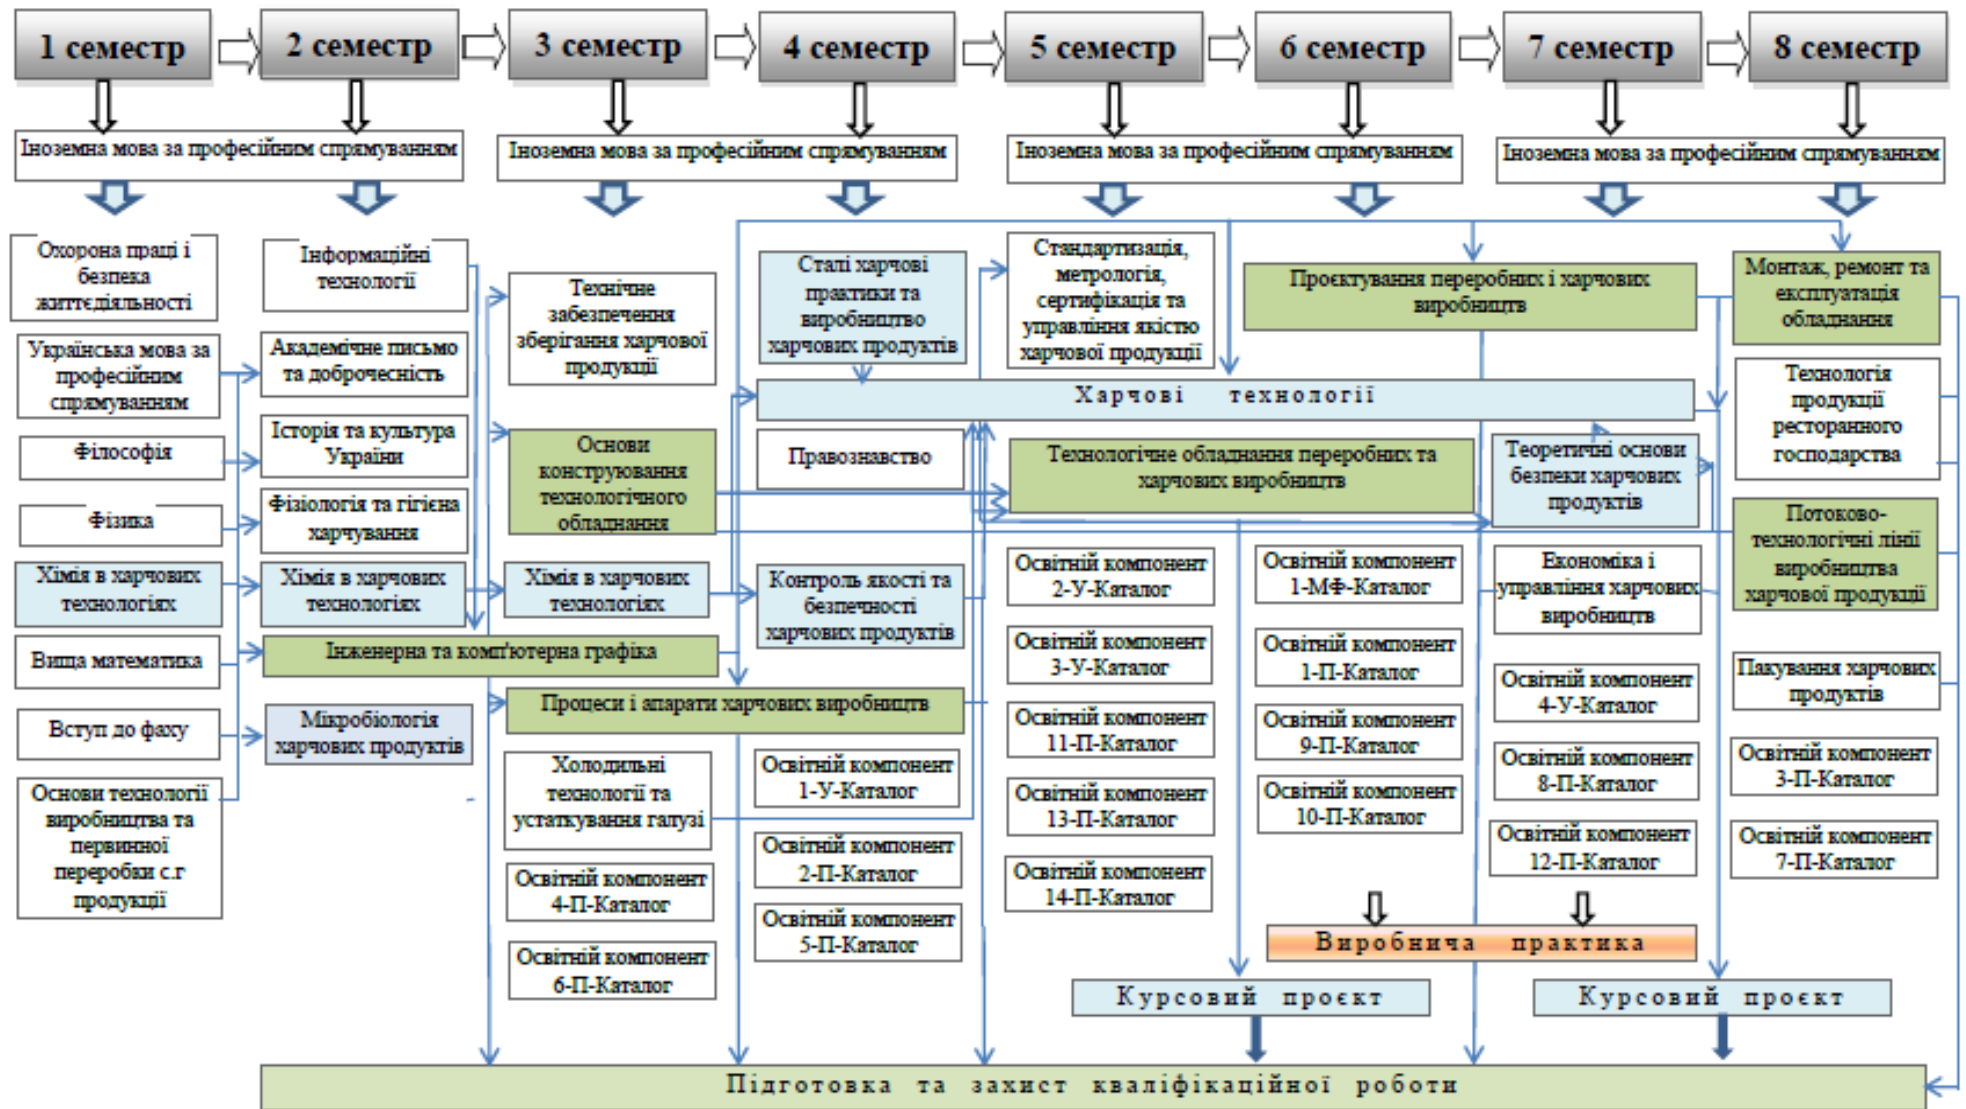 1 семестр
2 семестр
3 семестр
4 семестр
5 семестр
6 семестр
7 семестр
8 семестр
Іноземна мова за професійним спрямуванням
Іноземна мова за професійним спрямуванням
Іноземна мова за професійним спрямуванням
Іноземна мова за професійним спрямуванням
Охорона праці і
безпека
життєдіяльності
Українська мова за
професійним
спрямуванням
Філософія
Фізика
Хімія в харчових
технологіях
Вища математика
Вступ до фаху
Основи технології
виробництва та
первинної
переробки с.г
продукції
Інформаційні
технології
Академічне письмо
та доброчесність
Історія та культура
України
Фізіологія та гігієна
харчування
Хімія в харчових
технологіях
Інженерна та комп'ютерна графіка
Мікробіологія
харчових продуктів
Технічне
забезпечення
зберігання харчової
продукції
Основи
конструювання
технологічного
обладнання
Хімія в харчових
технологіях
Процеси і апарати харчових виробництв
Холодильні
технології та
устаткування галузі
Освітній компонент
4-П-Каталог
Освітній компонент
6-П-Каталог
Сталі харчові
практики та
виробництво
харчових продуктів
Харчові технології
Правознавство
Контроль якості та
безпечності
харчових продуктів
Освітній компонент
1-У-Каталог
Освітній компонент
2-П-Каталог
Освітній компонент
5-П-Каталог
Стандартизація,
метрологія,
сертифікація та
управління якістю
харчової продукції
Технологічне обладнання переробних та
харчових виробництв
Освітній компонент
2-У-Каталог
Освітній компонент
3-У-Каталог
Освітній компонент
11-П-Каталог
Освітній компонент
13-П-Каталог
Освітній компонент
14-П-Каталог
Проєктування переробних і харчових
виробництв
Освітній компонент
1-МФ-Каталог
Освітній компонент
1-П-Каталог
Освітній компонент
9-П-Каталог
Освітній компонент
10-П-Каталог
Теоретичні основи
безпеки харчових
продуктів
Економіка і
управління харчових
виробництв
Освітній компонент
4-У-Каталог
Освітній компонент
8-П-Каталог
Освітній компонент
12-П-Каталог
Монтаж, ремонт та
експлуатація
обладнання
Технологія
продукції
ресторанного
господарства
Потоково-
технологічні лінії
виробництва
харчової продукції
Пакування харчових
продуктів
Освітній компонент
3-П-Каталог
Освітній компонент
7-П-Каталог
Виробнича практика
Курсовий проєкт
Курсовий проєкт
Підготовка та захист кваліфікаційної роботи